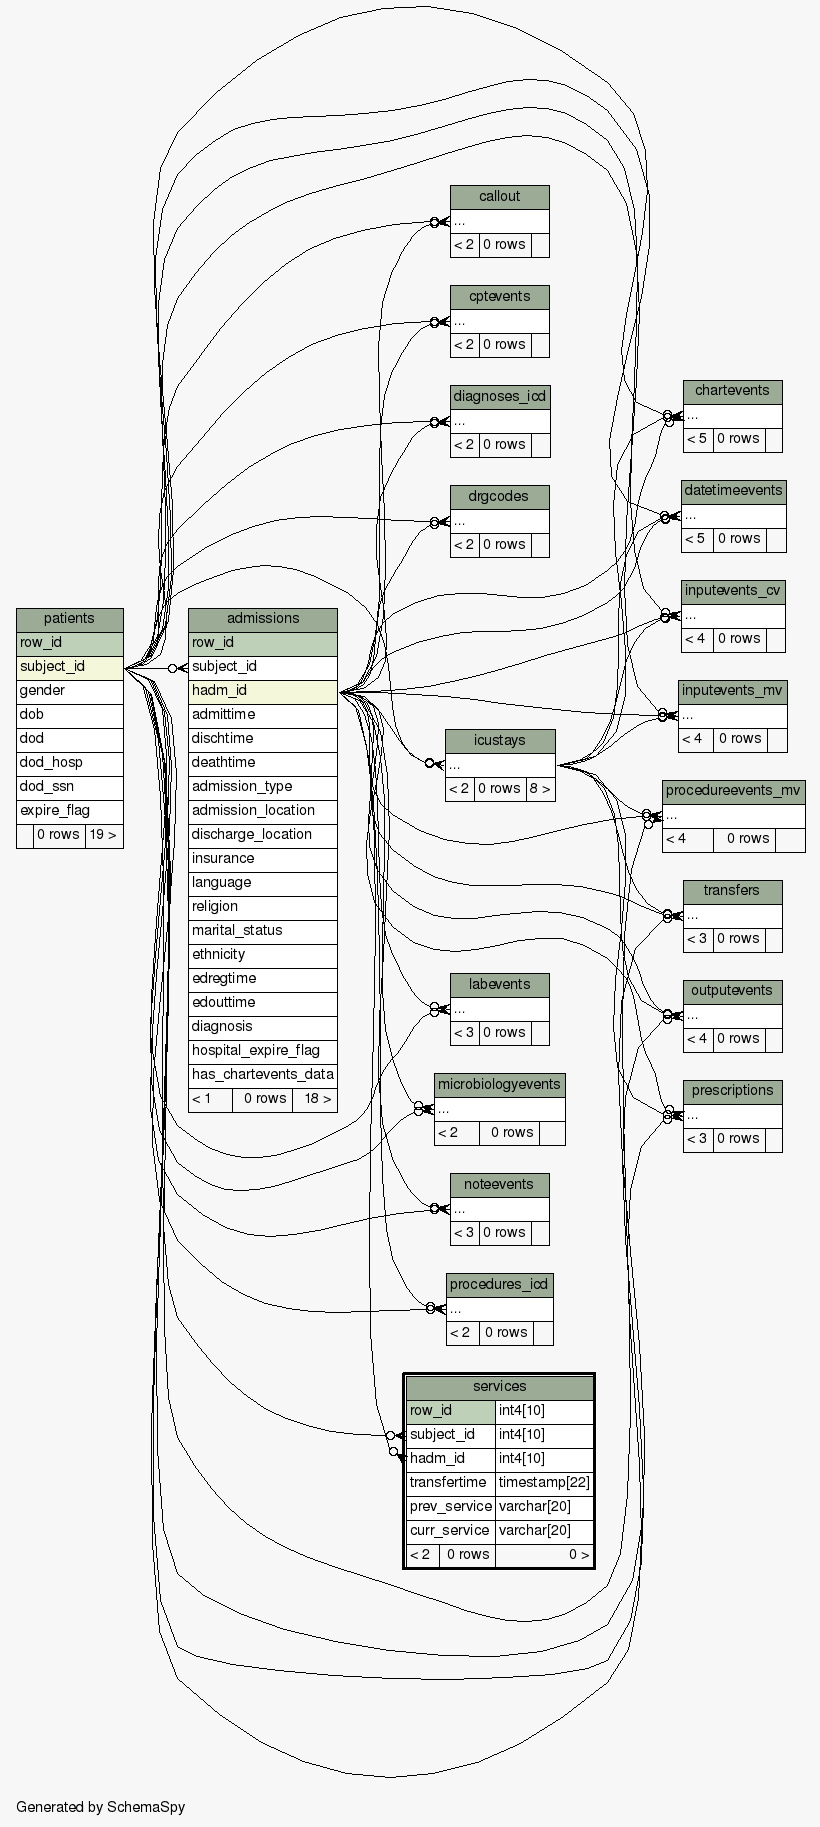 callout
...
< 2 0 rows
cptevents
...
< 2 0 rows
diagnoses_icd
...
< 2 0 rows
drgcodes
...
< 2 0 rows
chartevents
...
< 5 0 rows
datetimeevents
...
< 5 0 rows
inputevents_cv
...
< 4 0 rows
inputevents_mv
...
< 4 0 rows
patients
row_id
subject_id
gender
dob
dod
dod_hosp
dod_ssn
expire_flag
0 rows 19 >
admissions
row_id
subject_id
hadm_id
admittime
dischtime
deathtime
admission_type
admission_location
discharge_location
insurance
language
religion
marital_status
ethnicity
edregtime
edouttime
diagnosis
hospital_expire_flag
has_chartevents_data
< 1 0 rows 18 >
icustays
...
< 2 0 rows 8 >
procedureevents_mv
...
< 4 0 rows
transfers
...
< 3 0 rows
outputevents
...
< 4 0 rows
prescriptions
...
< 3 0 rows
labevents
...
< 3 0 rows
microbiologyevents
...
< 2 0 rows
noteevents
...
< 3 0 rows
procedures_icd
...
< 2 0 rows
services
row_id int4[10]
subject_id int4[10]
hadm_id int4[10]
transfertime timestamp[22]
prev_service varchar[20]
curr_service varchar[20]
< 2 0 rows 0 >
Generated by SchemaSpy